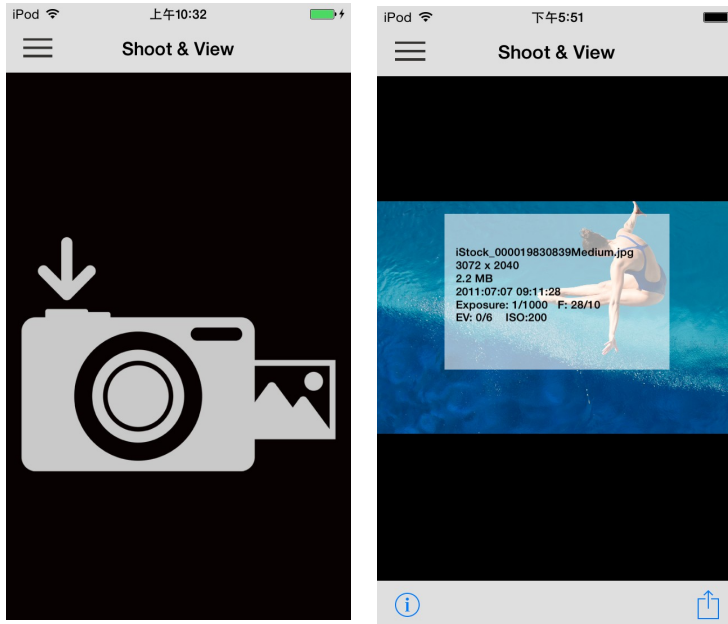 iPod 上午10:32
Shoot & View
iPod 下午5:51
Shoot & View
iStock_000019830839Medium.jpg
3072 x 2040
2.2 MB
2011:07:07 09:11:28
Exposure: 1/1000 F: 28/10
EV: 0/6 ISO:200